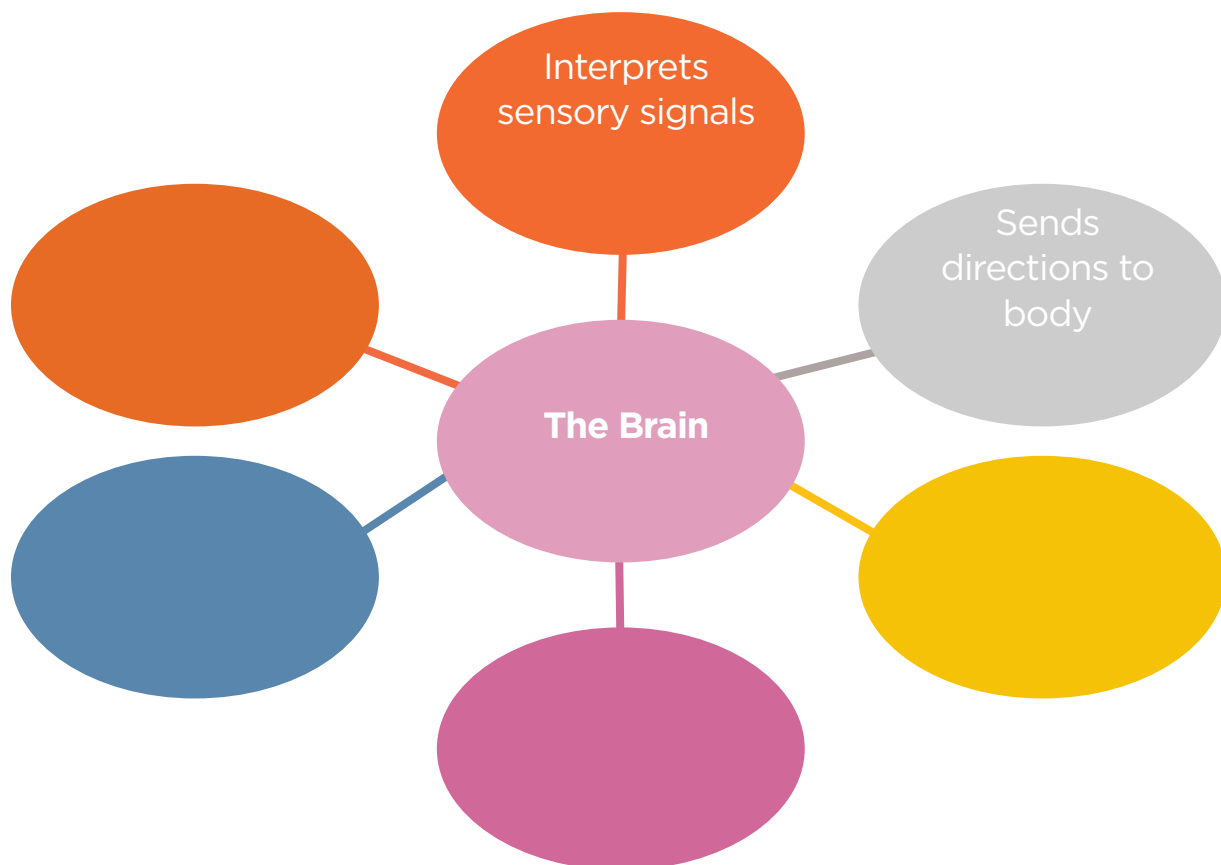 Interprets
sensory signals
Sends
directions to
body
The Brain